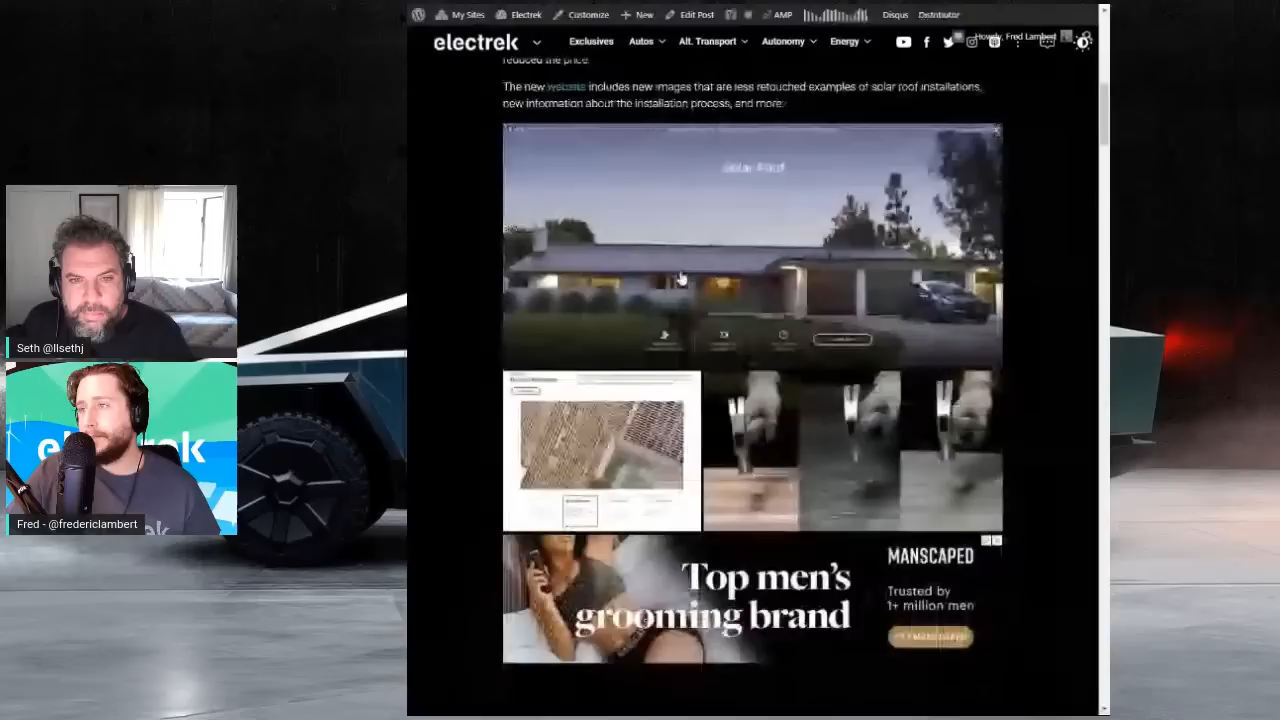 My Sites Electrek Customize New Edit Post AMP Disqus Distributor
electrek Exclusives Autos Alt. Transport Autonomy Energy Howdy, Fred Lambert
reduced the price.
The new website includes new images that are less retouched examples of solar roof installations,
new information about the installation process, and more:
Solar Roof
Seth @llsethj
Fred - @fredericlambert
MANSCAPED
Top men's
grooming brand
Trusted by
1+ million men